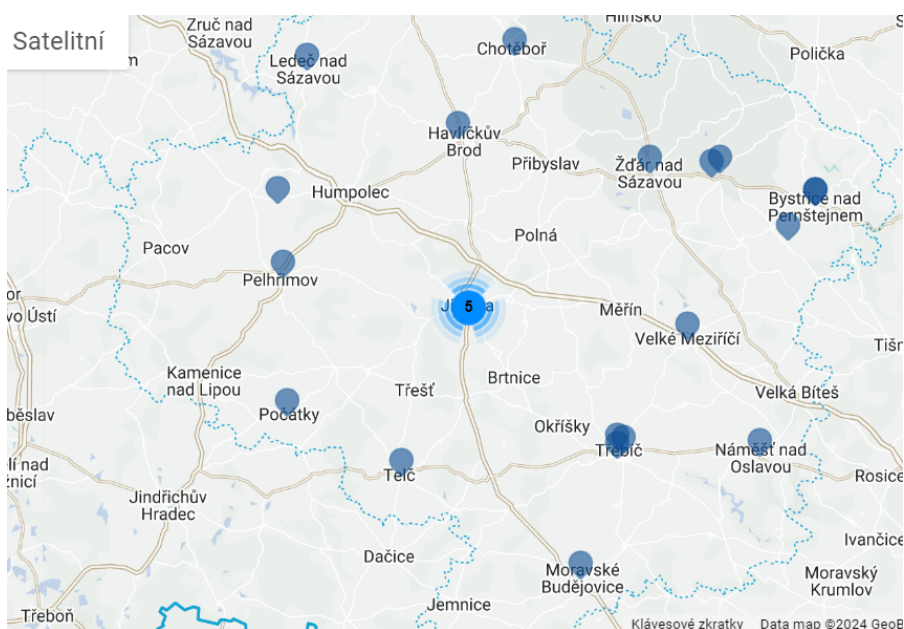 Satelitní
Zruč nad
Sázavou
Hlinsko
Chotěboř
Ledeč nad
Sázavou
Polička
Havlíčkův
Brod
Přibyslav
Žďár nad
Sázavou
Humpolec
Bystřice nad
Pernštejnem
Polná
Pacov
Pelhřimov
5
Měřín
Velké Meziříčí
Kamenice
nad Lipou
Třešť
Brtnice
Velká Bíteš
Počátky
Okříšky
Třebíč
Náměšť nad
Oslavou
Telč
Rosice
Jindřichův
Hradec
Ivančice
Dačice
Moravské
Budějovice
Moravský
Krumlov
Jemnice
Třeboň
Klávesové zkratky
Data map ©2024 GeoB